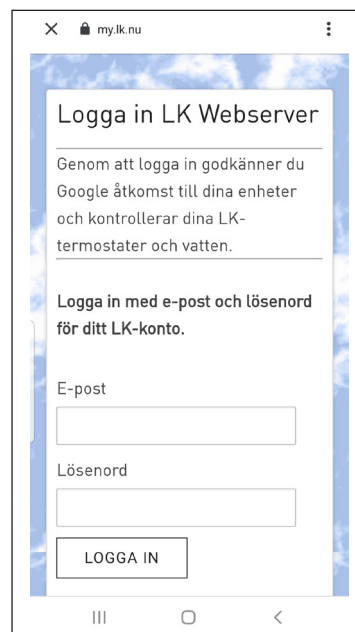 my.lk.nu
Logga in LK Webserver
Genom att logga in godkänner du
Google åtkomst till dina enheter
och kontrollerar dina LK-
termostater och vatten.
Logga in med e-post och lösenord
för ditt LK-konto.
E-post
Lösenord
LOGGA IN